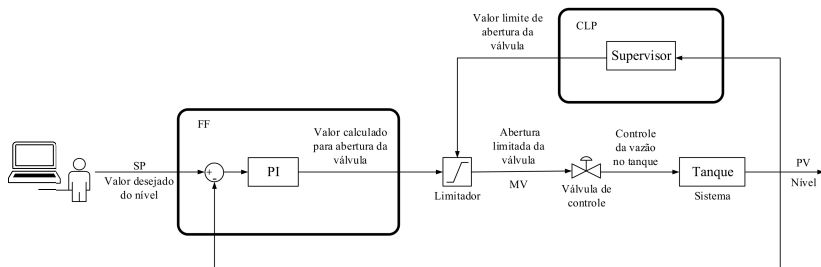 Valor limite de
abertura da
válvula
CLP
Supervisor
FF
Valor calculado
para abertura da
válvula
SP
Valor desejado
do nível
+
-
PI
Limitador
Abertura
limitada da
válvula
MV
Válvula de
controle
Controle
da vazão
no tanque
Tanque
Sistema
PV
Nível